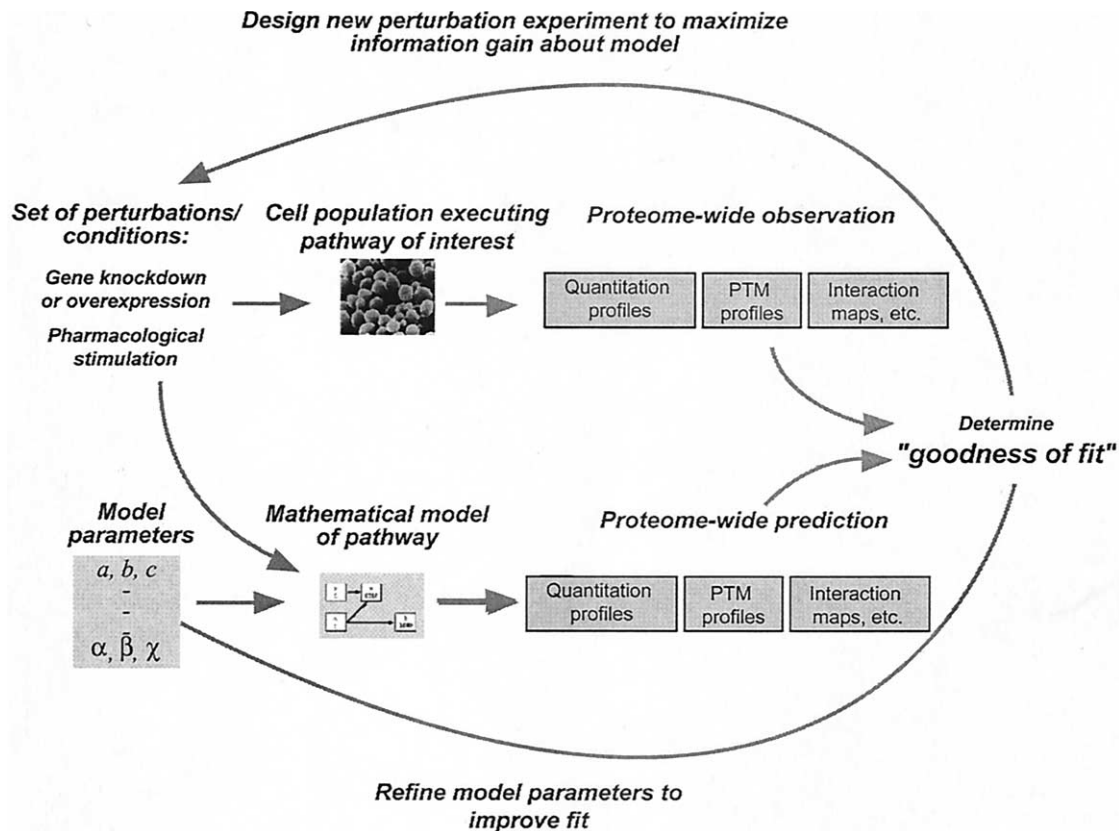 Design new perturbation experiment to maximize
information gain about model
Set of perturbations/
conditions:
Gene knockdown
or overexpression
Pharmacological
stimulation
Cell population executing
pathway of interest
Proteome-wide observation
Quantitation
profiles
PTM
profiles
Interaction
maps, etc.
Determine
"goodness of fit"
Model
parameters
a, b, c
-
-
α, β̄, χ
Mathematical model
of pathway
Proteome-wide prediction
Quantitation
profiles
PTM
profiles
Interaction
maps, etc.
Refine model parameters to
improve fit